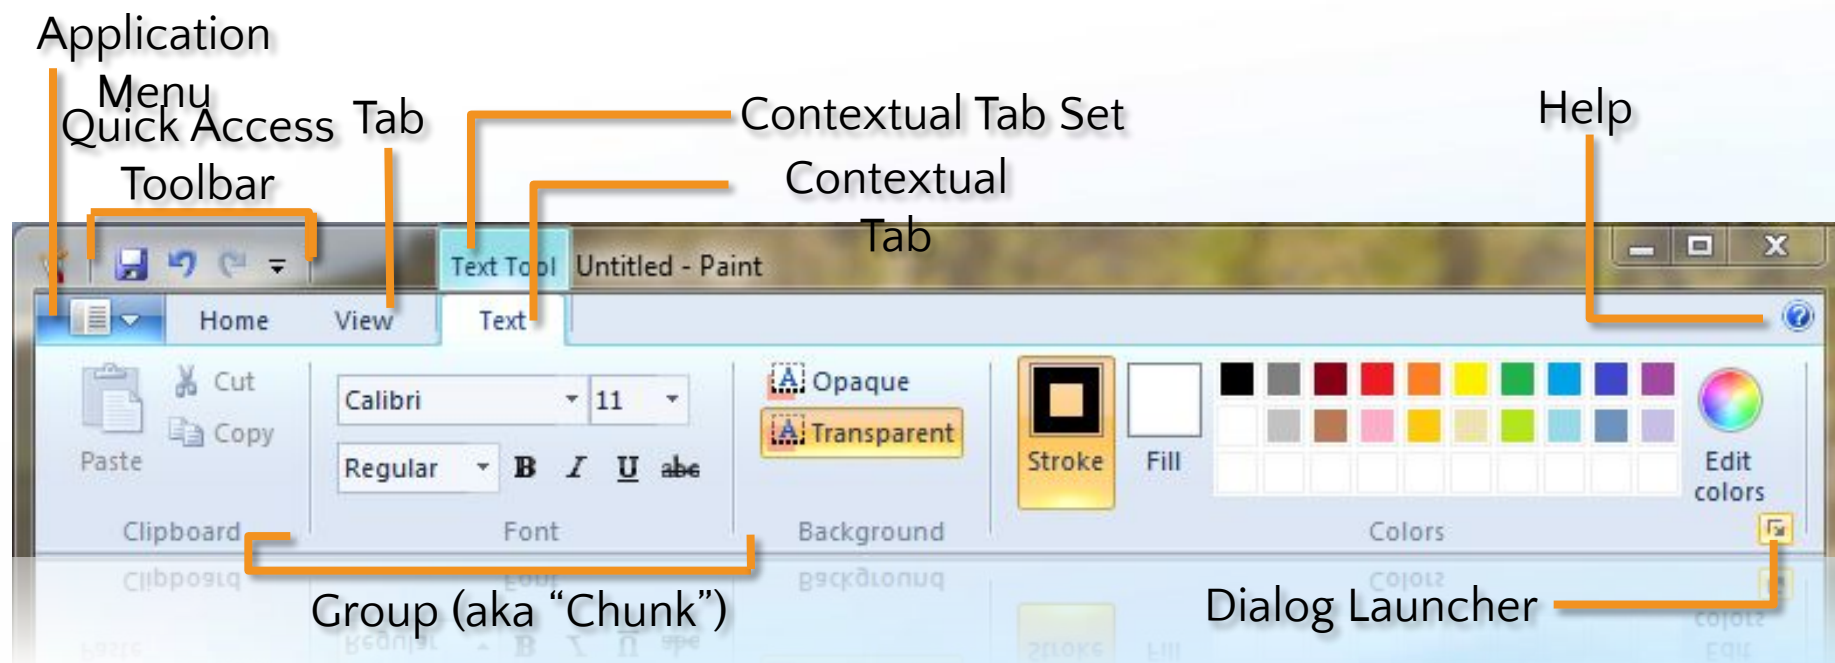 Application
Menu
Quick Access
Toolbar
Tab
Contextual Tab Set
Contextual
Tab
Help
Text Tool
Untitled - Paint
Home
View
Text
Paste
Cut
Copy
Clipboard
Calibri
11
Regular
B I U abc
Font
A Opaque
A Transparent
Background
Stroke
Fill
Edit
colors
Colors
Group (aka “Chunk”)
Dialog Launcher